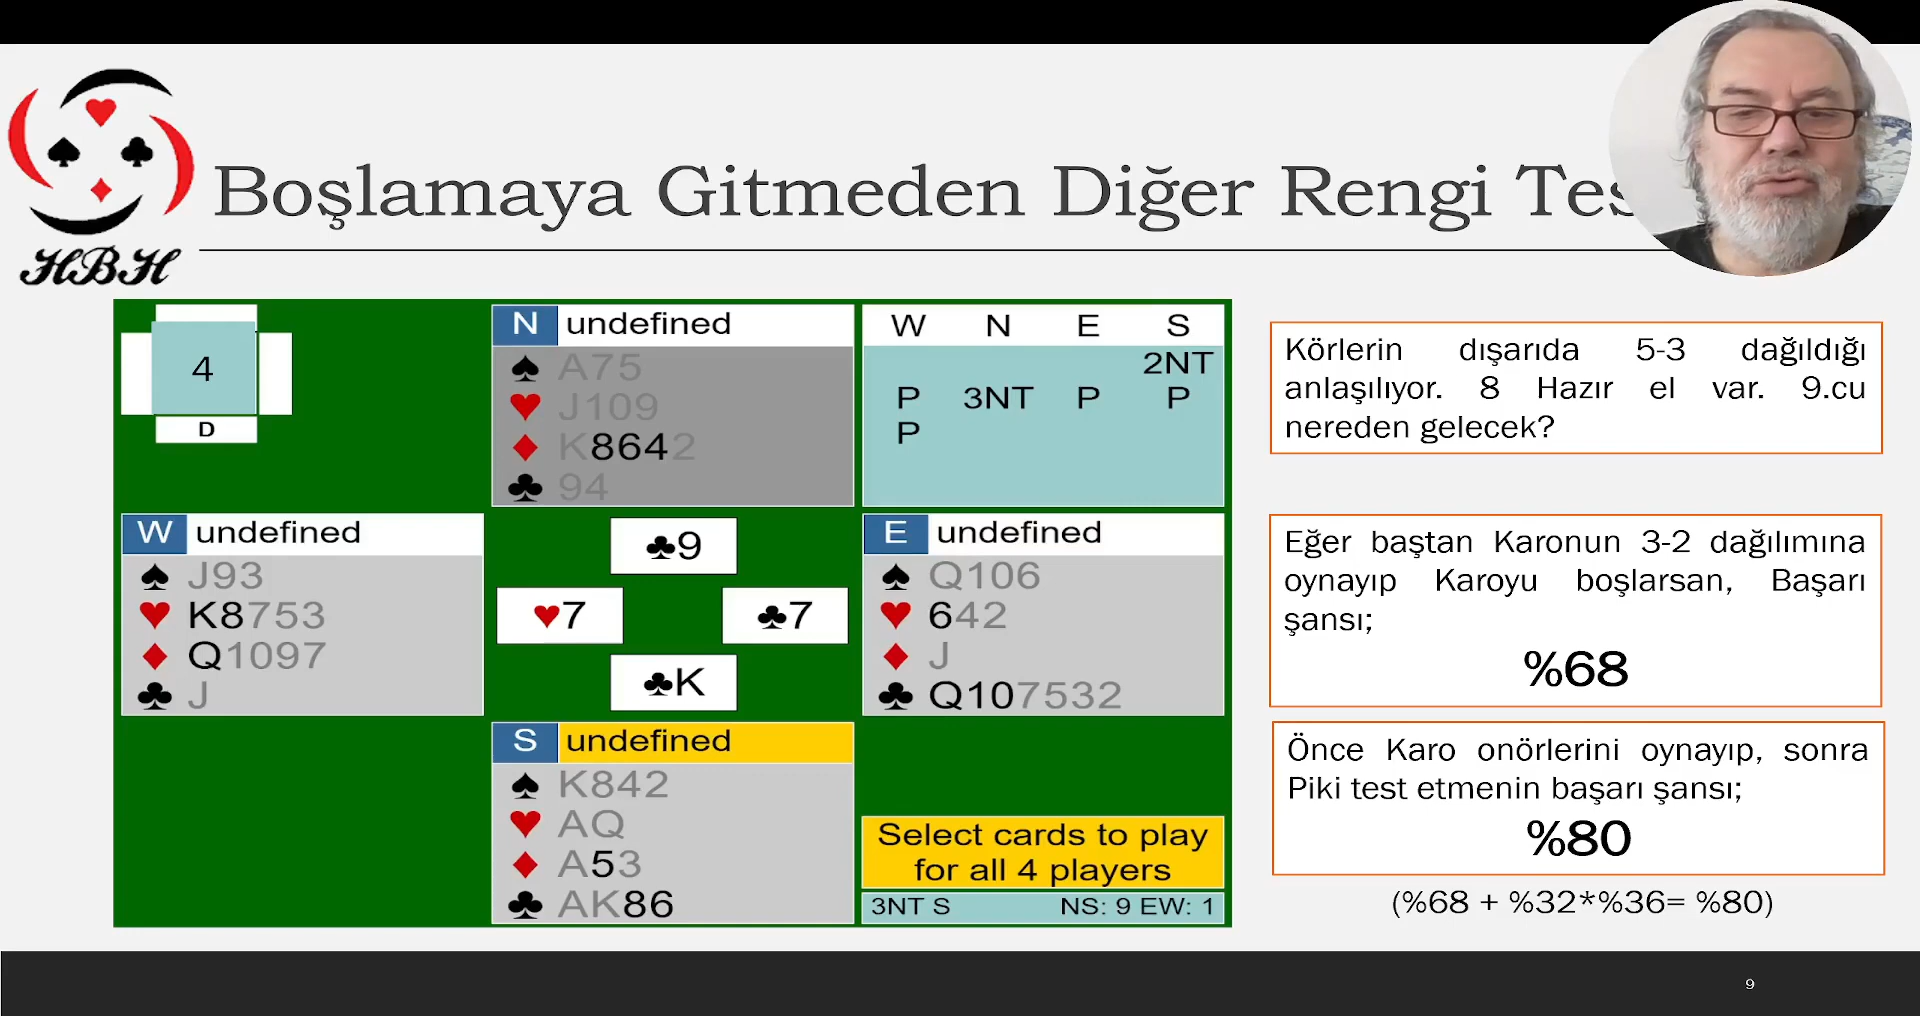 HBH
Boşlamaya Gitmeden Diğer Rengi Tes
4
D
N undefined
♠ A75
♥ J109
♦ K8642
♣ 94
W N E S
2NT
P 3NT P P
P
W undefined
♠ J93
♥ K8753
♦ Q1097
♣ J
♣9
♥7
♣7
♣K
E undefined
♠ Q106
♥ 642
♦ J
♣ Q107532
S undefined
♠ K842
♥ AQ
♦ A53
♣ AK86
Select cards to play
for all 4 players
3NT S NS: 9 EW: 1
Körlerin dışarıda 5-3 dağıldığı
anlaşılıyor. 8 Hazır el var. 9.cu
nereden gelecek?
Eğer baştan Karonun 3-2 dağılımına
oynayıp Karoyu boşlarsan, Başarı
şansı;
%68
Önce Karo onörlerini oynayıp, sonra
Piki test etmenin başarı şansı;
%80
(%68 + %32*%36= %80)
9